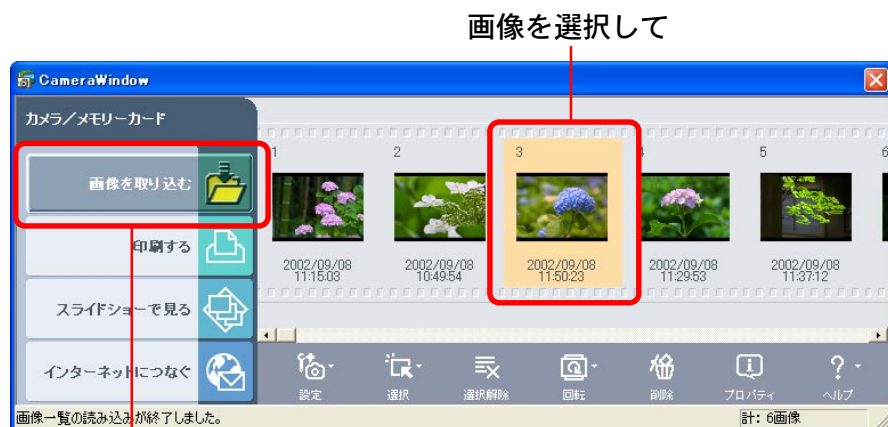 画像を選択して
CameraWindow
カメラ/メモリーカード
画像を取り込む
印刷する
スライドショーで見る
インターネットにつなぐ
1 2 3 4 5 6
2002/09/08 2002/09/08 2002/09/08 2002/09/08 2002/09/08
11:15:03 10:49:54 11:50:23 11:29:53 11:37:12
設定 選択 選択解除 回転 削除 プロパティ ヘルプ
画像一覧の読み込みが終了しました。 計: 6画像